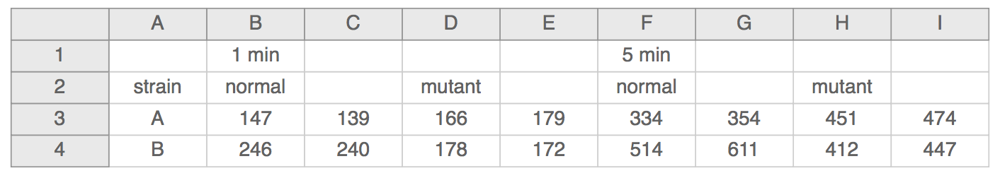 A B C D E F G H I
1 1 min 5 min
2 strain normal mutant normal mutant
3 A 147 139 166 179 334 354 451 474
4 B 246 240 178 172 514 611 412 447